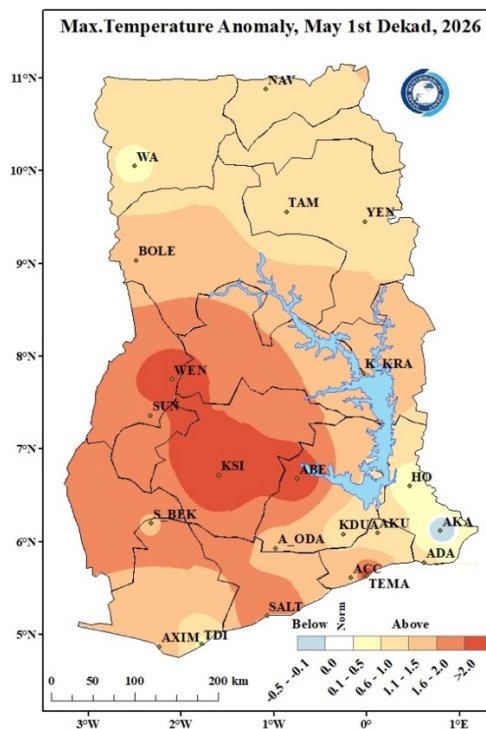 Max.Temperature Anomaly, May 1st Dekad, 2026
11°N
NAV
WA
10°N
TAM
YEN
BOLE
9°N
8°N
K_KRA
WEN
SUN
7°N
KSI
ABE
HO
S_BEK
KDUA
AKU
AKA
6°N
A_ODA
ADA
ACC
TEMA
SALT
5°N
AXIM
TDI
Below
Norm
Above
-0.5 - -0.1
0.0
0.1 - 0.5
0.6 - 1.0
1.1 - 1.5
1.6 - 2.0
>2.0
0 50 100 200 km
3°W 2°W 1°W 0° 1°E